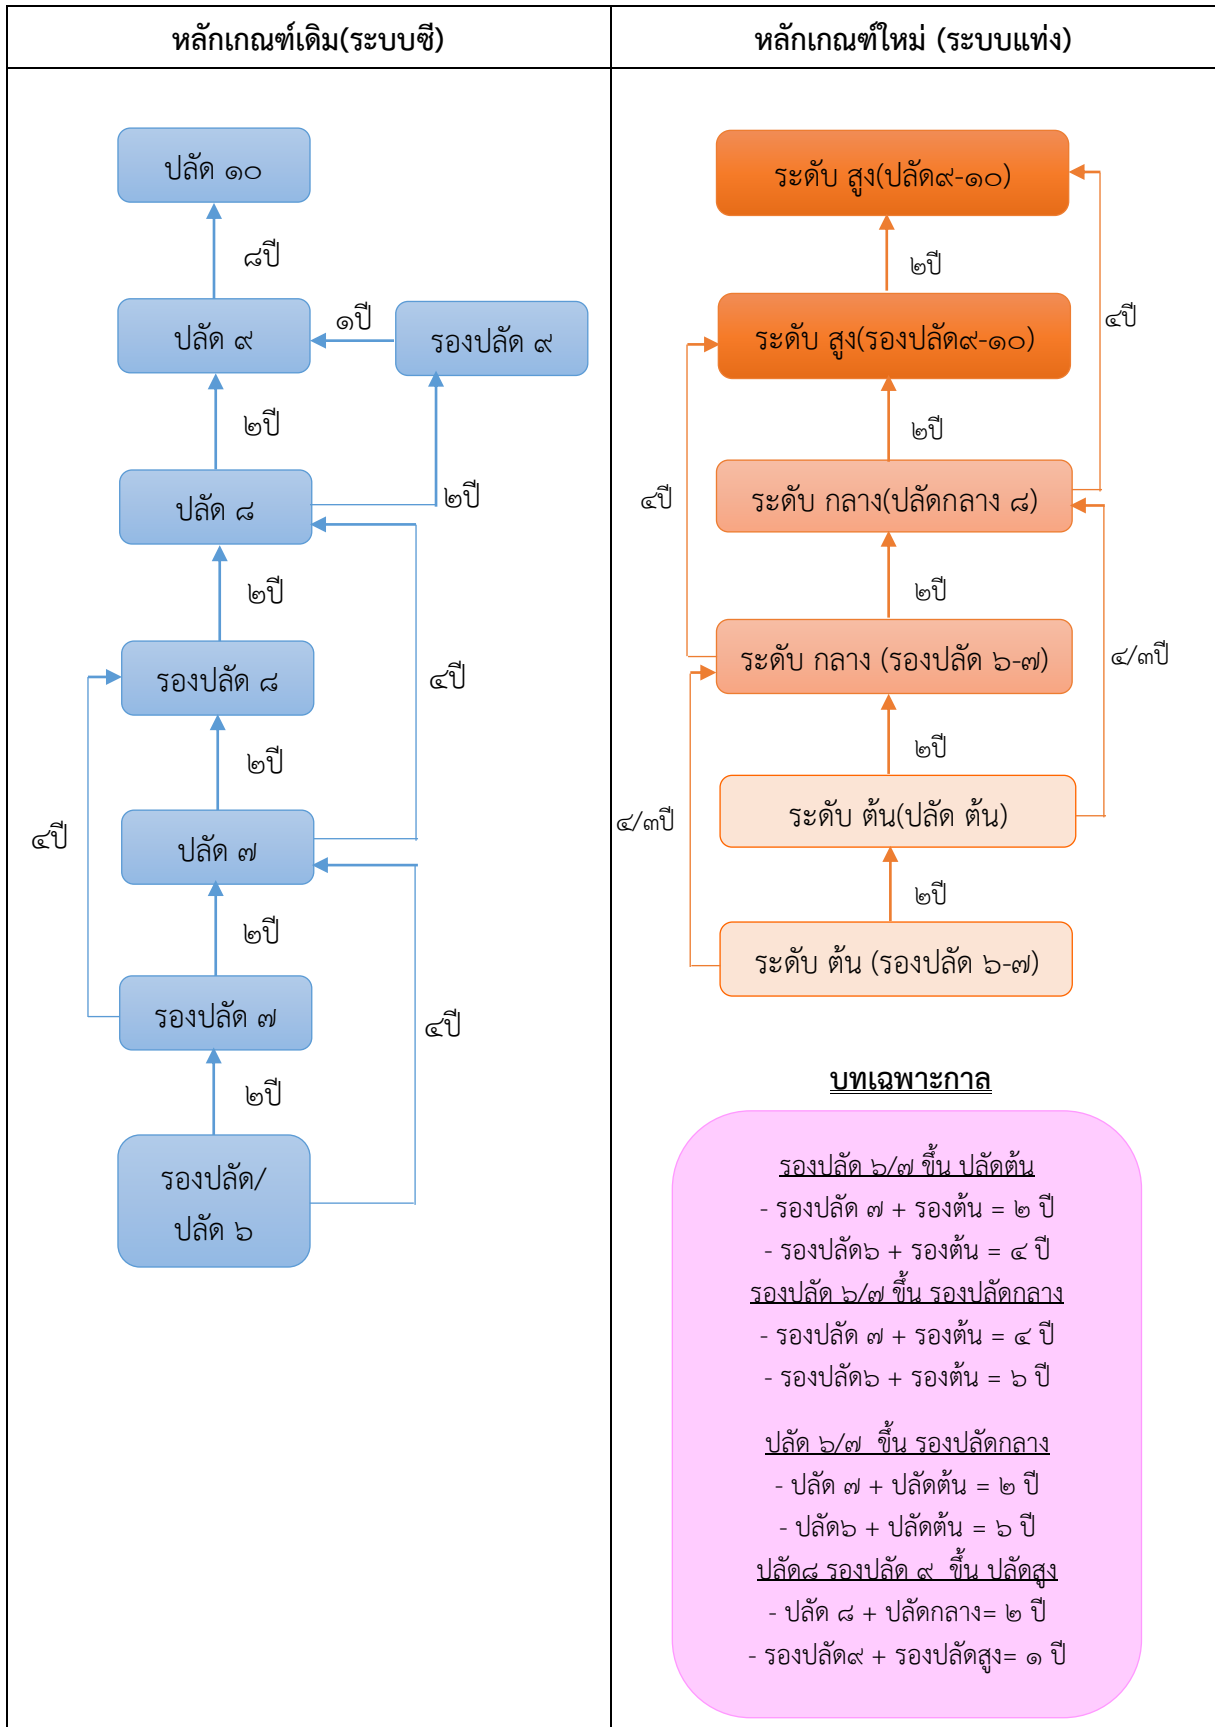 หลักเกณฑ์เดิม(ระบบซี)
ปลัด ๑๐
๘ปี
ปลัด ๙
๑ปี
รองปลัด ๙
๒ปี
๒ปี
ปลัด ๘
๒ปี
รองปลัด ๘
๔ปี
๒ปี
๔ปี
ปลัด ๗
๒ปี
รองปลัด ๗
๔ปี
๒ปี
รองปลัด/
ปลัด ๖
หลักเกณฑ์ใหม่ (ระบบแท่ง)
ระดับ สูง(ปลัด๙-๑๐)
๒ปี
๔ปี
ระดับ สูง(รองปลัด๙-๑๐)
๒ปี
๔ปี
ระดับ กลาง(ปลัดกลาง ๘)
๒ปี
ระดับ กลาง (รองปลัด ๖-๗)
๔/๓ปี
๒ปี
๔/๓ปี
ระดับ ต้น(ปลัด ต้น)
๒ปี
ระดับ ต้น (รองปลัด ๖-๗)
บทเฉพาะกาล
รองปลัด ๖/๗ ขึ้น ปลัดต้น
- รองปลัด ๗ + รองต้น = ๒ ปี
- รองปลัด๖ + รองต้น = ๔ ปี
รองปลัด ๖/๗ ขึ้น รองปลัดกลาง
- รองปลัด ๗ + รองต้น = ๔ ปี
- รองปลัด๖ + รองต้น = ๖ ปี
ปลัด ๖/๗ ขึ้น รองปลัดกลาง
- ปลัด ๗ + ปลัดต้น = ๒ ปี
- ปลัด๖ + ปลัดต้น = ๖ ปี
ปลัด๘ รองปลัด ๙ ขึ้น ปลัดสูง
- ปลัด ๘ + ปลัดกลาง= ๒ ปี
- รองปลัด๙ + รองปลัดสูง= ๑ ปี